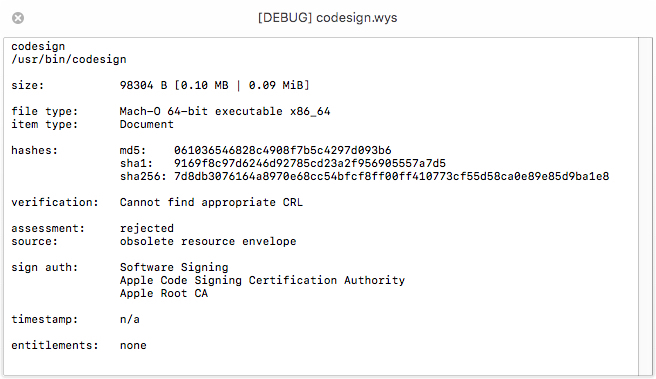 [DEBUG] codesign.wys
codesign
/usr/bin/codesign
size: 98304 B [0.10 MB | 0.09 MiB]
file type: Mach-O 64-bit executable x86_64
item type: Document
hashes: md5: 061036546828c4908f7b5c4297d093b6
sha1: 9169f8c97d6246d92785cd23a2f956905557a7d5
sha256: 7d8db3076164a8970e68cc54bfcf8ff00ff410773cf55d58ca0e89e85d9ba1e8
verification: Cannot find appropriate CRL
assessment: rejected
source: obsolete resource envelope
sign auth: Software Signing
Apple Code Signing Certification Authority
Apple Root CA
timestamp: n/a
entitlements: none